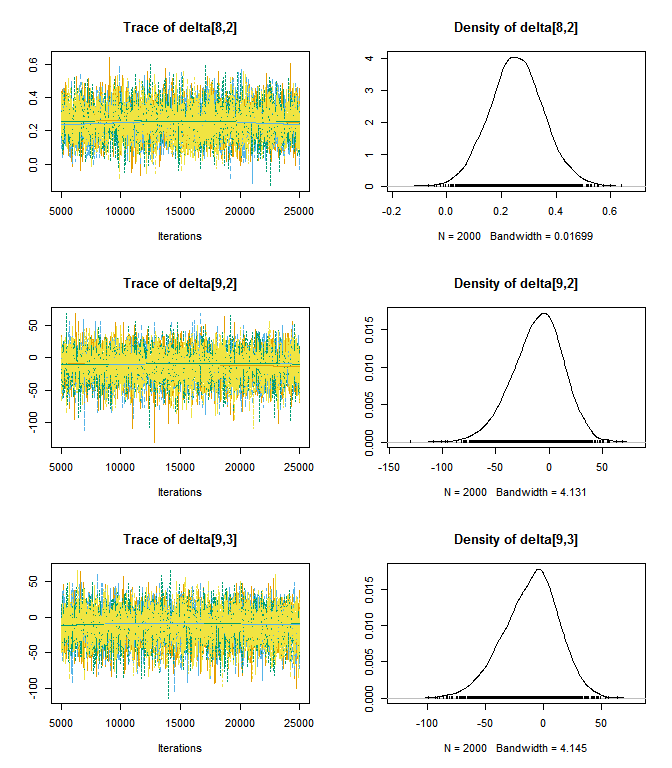 Trace of delta[8,2]
0.0 0.2 0.4 0.6
5000 10000 15000 20000 25000
Iterations
Density of delta[8,2]
0 1 2 3 4
-0.2 0.0 0.2 0.4 0.6
N = 2000 Bandwidth = 0.01699
Trace of delta[9,2]
-100 -50 0 50
5000 10000 15000 20000 25000
Iterations
Density of delta[9,2]
0.000 0.005 0.010 0.015
-150 -100 -50 0 50
N = 2000 Bandwidth = 4.131
Trace of delta[9,3]
-100 -50 0 50
5000 10000 15000 20000 25000
Iterations
Density of delta[9,3]
0.000 0.005 0.010 0.015
-100 -50 0 50
N = 2000 Bandwidth = 4.145